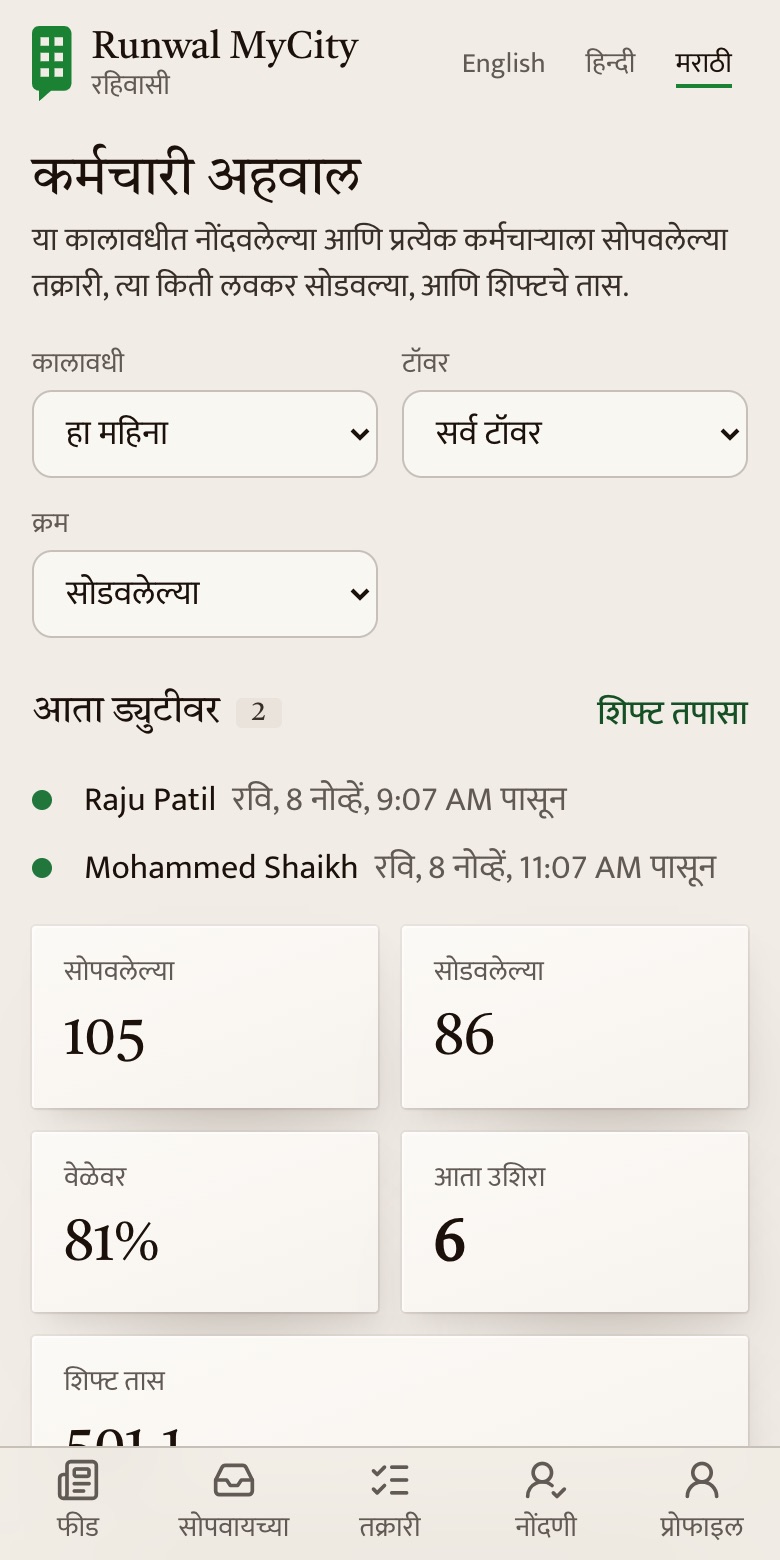 Runwal MyCity
रहिवासी
English
हिन्दी
मराठी
कर्मचारी अहवाल
या कालावधीत नोंदवलेल्या आणि प्रत्येक कर्मचाऱ्याला सोपवलेल्या
तक्रारी, त्या किती लवकर सोडवल्या, आणि शिफ्टचे तास.
कालावधी
टॉवर
हा महिना
सर्व टॉवर
क्रम
सोडवलेल्या
आता ड्युटीवर 2
शिफ्ट तपासा
Raju Patil रवि, 8 नोव्हें, 9:07 AM पासून
Mohammed Shaikh रवि, 8 नोव्हें, 11:07 AM पासून
सोपवलेल्या
105
सोडवलेल्या
86
वेळेवर
81%
आता उशिरा
6
शिफ्ट तास
फीड
सोपवायच्या
तक्रारी
नोंदणी
प्रोफाइल